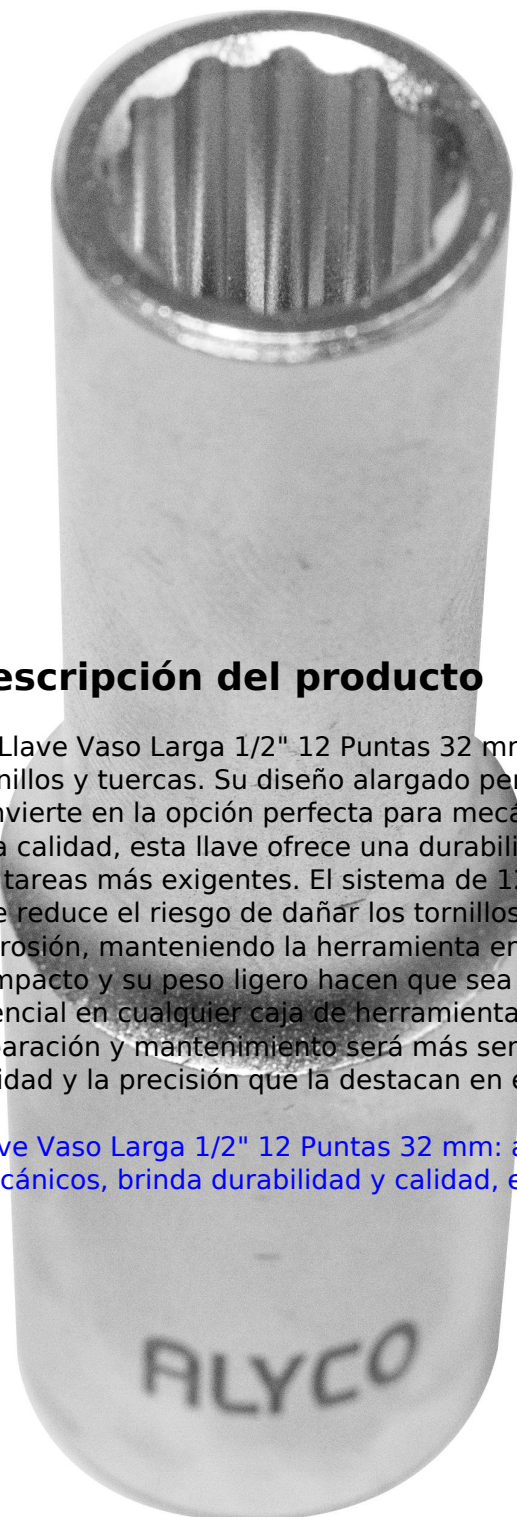 escripción del producto
Llave Vaso Larga 1/2" 12 Puntas 32 mm
nillos y tuercas. Su diseño alargado per
nvierte en la opción perfecta para mecá
a calidad, esta llave ofrece una durabili
tareas más exigentes. El sistema de 12
e reduce el riesgo de dañar los tornillos
rosión, manteniendo la herramienta en
mpacto y su peso ligero hacen que sea
encial en cualquier caja de herramienta
paración y mantenimiento será más sen
idad y la precisión que la destacan en e
ve Vaso Larga 1/2" 12 Puntas 32 mm: a
cánicos, brinda durabilidad y calidad, e
ALYCO